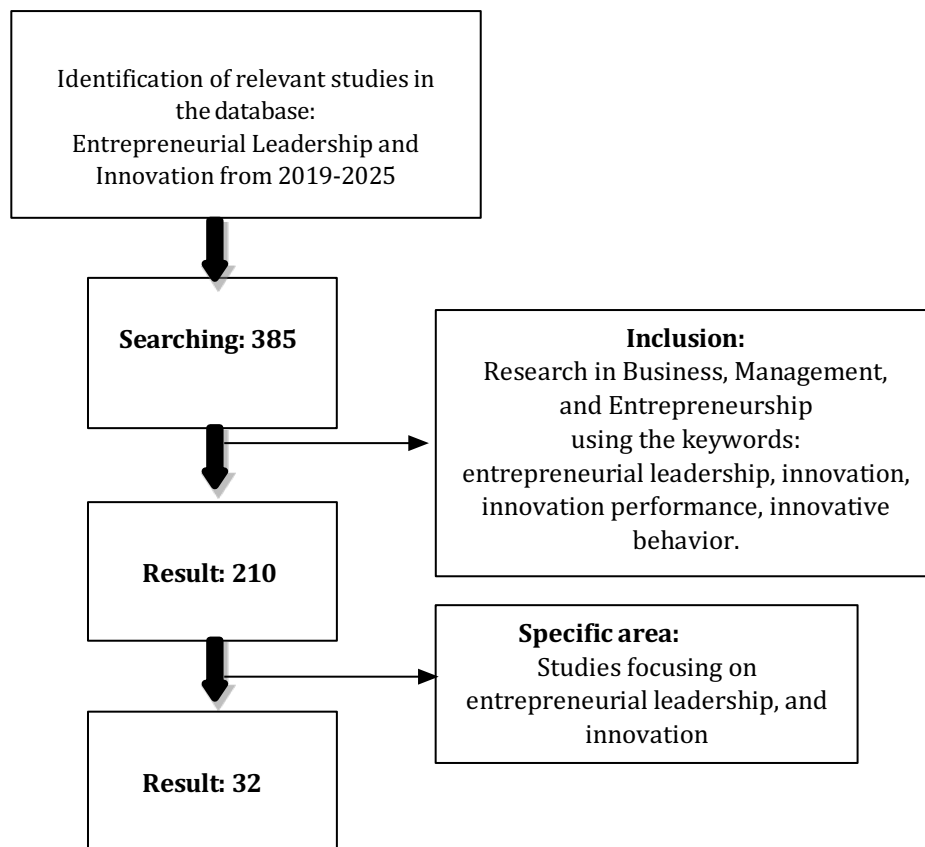 Identification of relevant studies in
the database:
Entrepreneurial Leadership and
Innovation from 2019-2025
Searching: 385
Inclusion:
Research in Business, Management,
and Entrepreneurship
using the keywords:
entrepreneurial leadership, innovation,
innovation performance, innovative
behavior.
Result: 210
Specific area:
Studies focusing on
entrepreneurial leadership, and
innovation
Result: 32